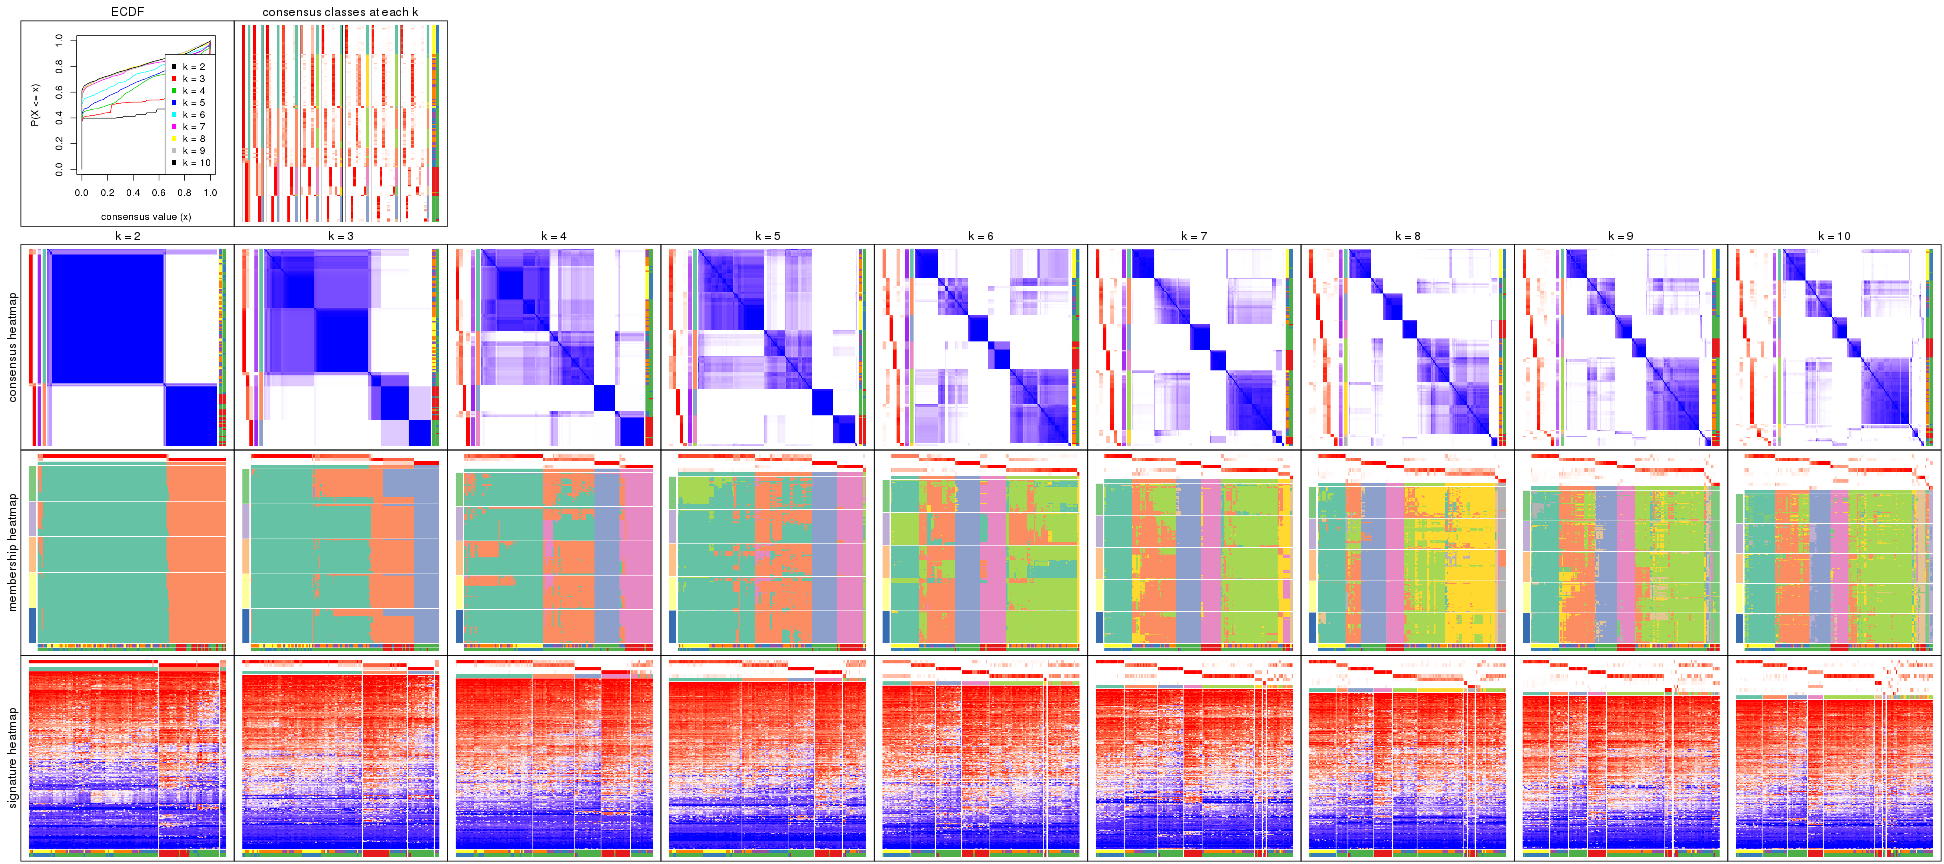 ECDF
consensus classes at each k
P(X <= x)
0.0 0.2 0.4 0.6 0.8 1.0
k = 2
k = 3
k = 4
k = 5
k = 6
k = 7
k = 8
k = 9
k = 10
0.0 0.2 0.4 0.6 0.8 1.0
consensus value (x)
k = 2 k = 3 k = 4 k = 5 k = 6 k = 7 k = 8 k = 9 k = 10
consensus heatmap
membership heatmap
signature heatmap